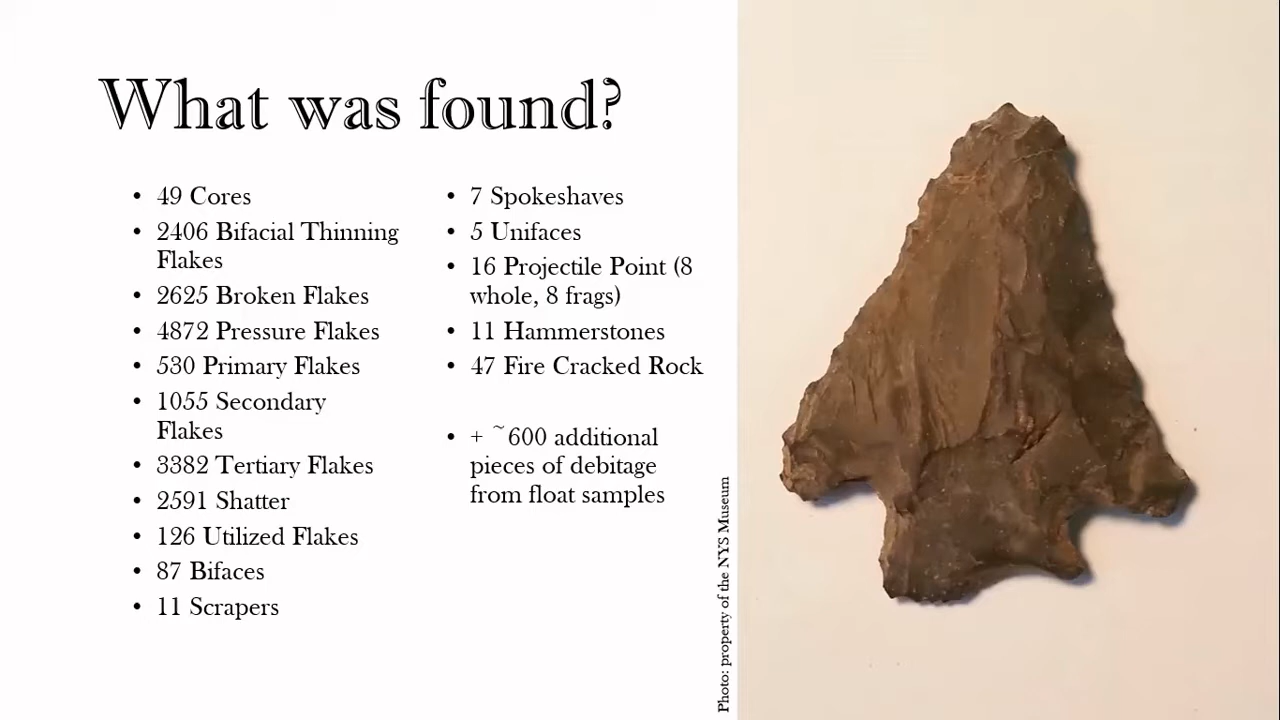 What was found?
• 49 Cores
• 2406 Bifacial Thinning
Flakes
• 2625 Broken Flakes
• 4872 Pressure Flakes
• 530 Primary Flakes
• 1055 Secondary
Flakes
• 3382 Tertiary Flakes
• 2591 Shatter
• 126 Utilized Flakes
• 87 Bifaces
• 11 Scrapers
• 7 Spokeshaves
• 5 Unifaces
• 16 Projectile Point (8
whole, 8 frags)
• 11 Hammerstones
• 47 Fire Cracked Rock
• + ~600 additional
pieces of debitage
from float samples
Photo: property of the NYS Museum